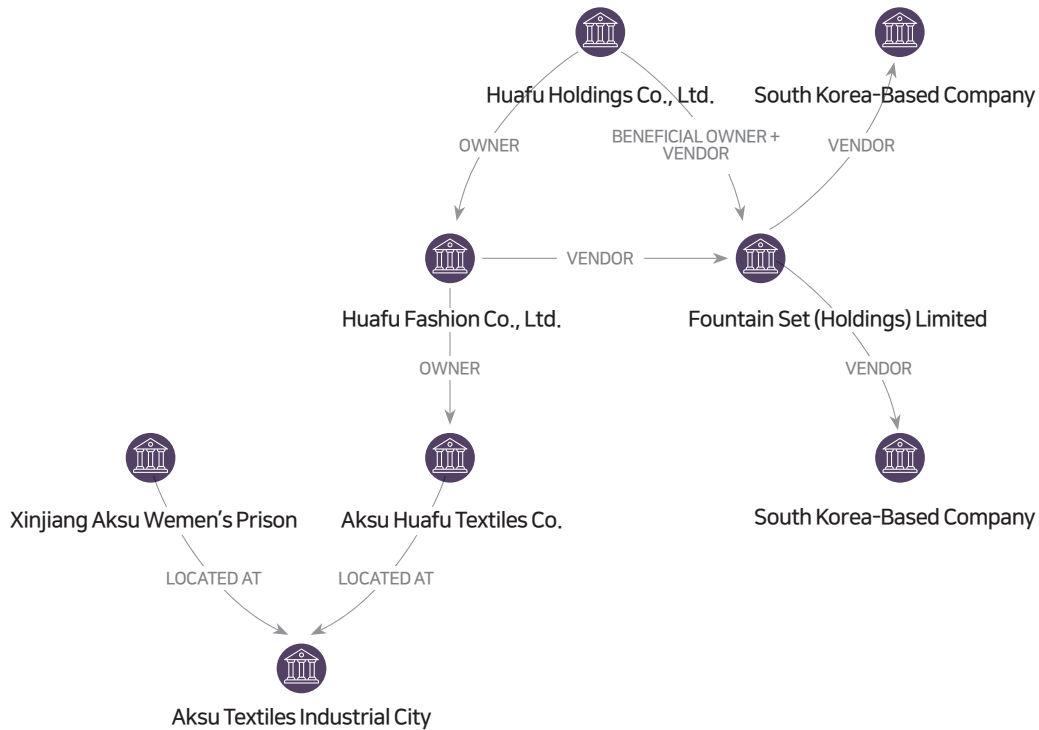 Huafu Holdings Co., Ltd.
South Korea-Based Company
OWNER
BENEFICIAL OWNER +
VENDOR
VENDOR
VENDOR
Huafu Fashion Co., Ltd.
Fountain Set (Holdings) Limited
OWNER
VENDOR
Xinjiang Aksu Wemen's Prison
Aksu Huafu Textiles Co.
South Korea-Based Company
LOCATED AT
LOCATED AT
Aksu Textiles Industrial City